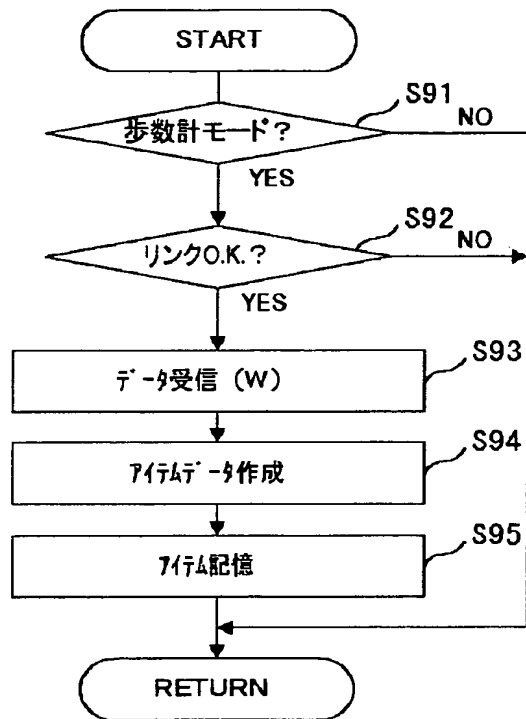 START
S91
歩数計モード?
NO
YES
S92
リンクO.K.?
NO
YES
S93
データ受信 (W)
S94
アイテムデータ作成
S95
アイテム記憶
RETURN